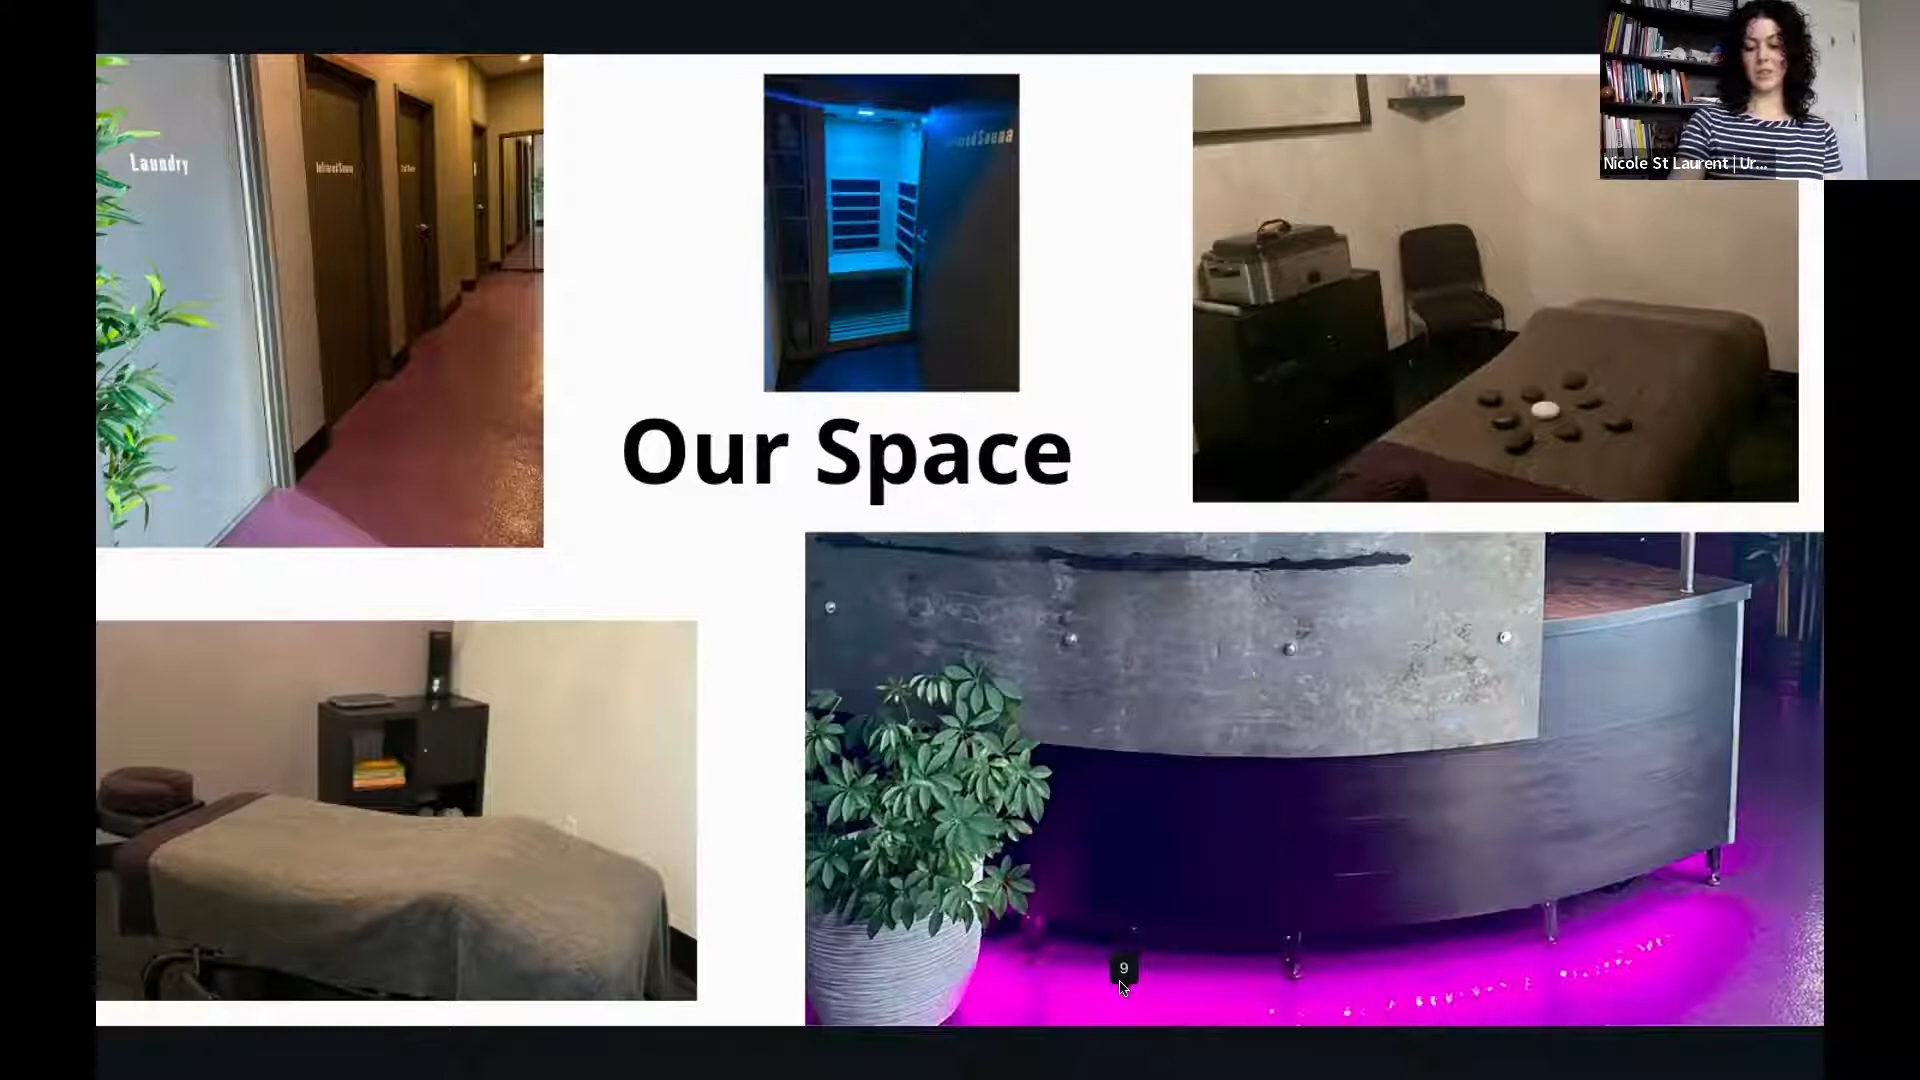 Laundry
Infrared Sauna
Our Space
Nicole St Laurent | Ur...
9